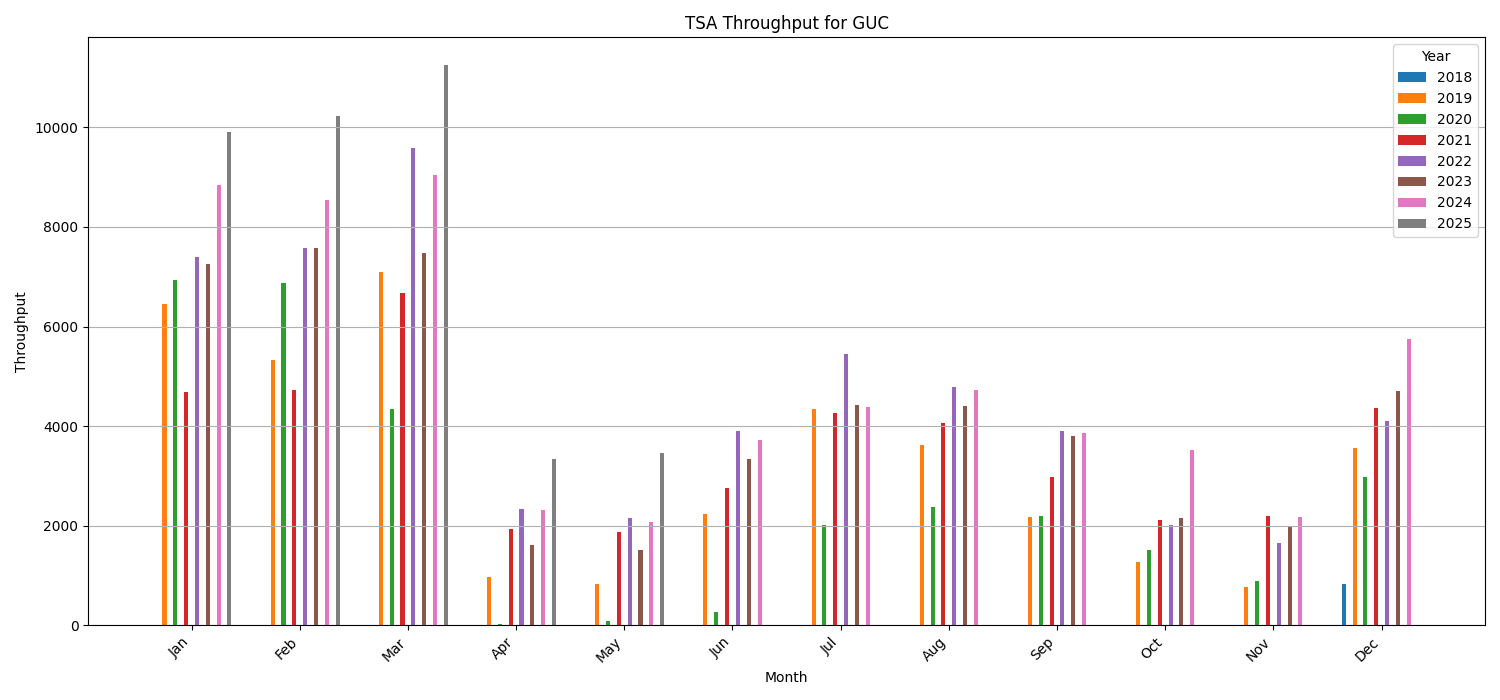 TSA Throughput for GUC
Throughput
10000
8000
6000
4000
2000
0
Jan
Feb
Mar
Apr
May
Jun
Jul
Aug
Sep
Oct
Nov
Dec
Month
Year
2018
2019
2020
2021
2022
2023
2024
2025